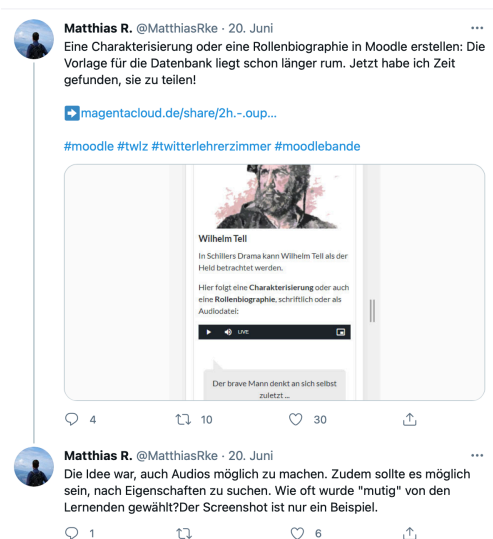 Matthias R. @MatthiasRke · 20. Juni
Eine Charakterisierung oder eine Rollenbiographie in Moodle erstellen: Die
Vorlage für die Datenbank liegt schon länger rum. Jetzt habe ich Zeit
gefunden, sie zu teilen!
magentacloud.de/share/2h.-.oup...
#moodle #twlz #twitterlehrerzimmer #moodlebande
Wilhelm Tell
In Schillers Drama kann Wilhelm Tell als der
Held betrachtet werden.
Hier folgt eine Charakterisierung oder auch
eine Rollenbiographie, schriftlich oder als
Audiodatei:
LIVE
Der brave Mann denkt an sich selbst
zuletzt ...
4 10 30
Matthias R. @MatthiasRke · 20. Juni
Die Idee war, auch Audios möglich zu machen. Zudem sollte es möglich
sein, nach Eigenschaften zu suchen. Wie oft wurde "mutig" von den
Lernenden gewählt?Der Screenshot ist nur ein Beispiel.
1 6